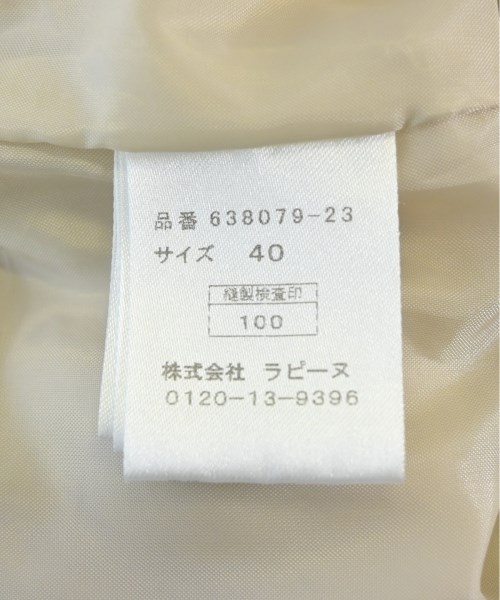 品番 638079-23
サイズ 40
縫製検査印
100
株式会社 ラピーヌ
0120-13-9396